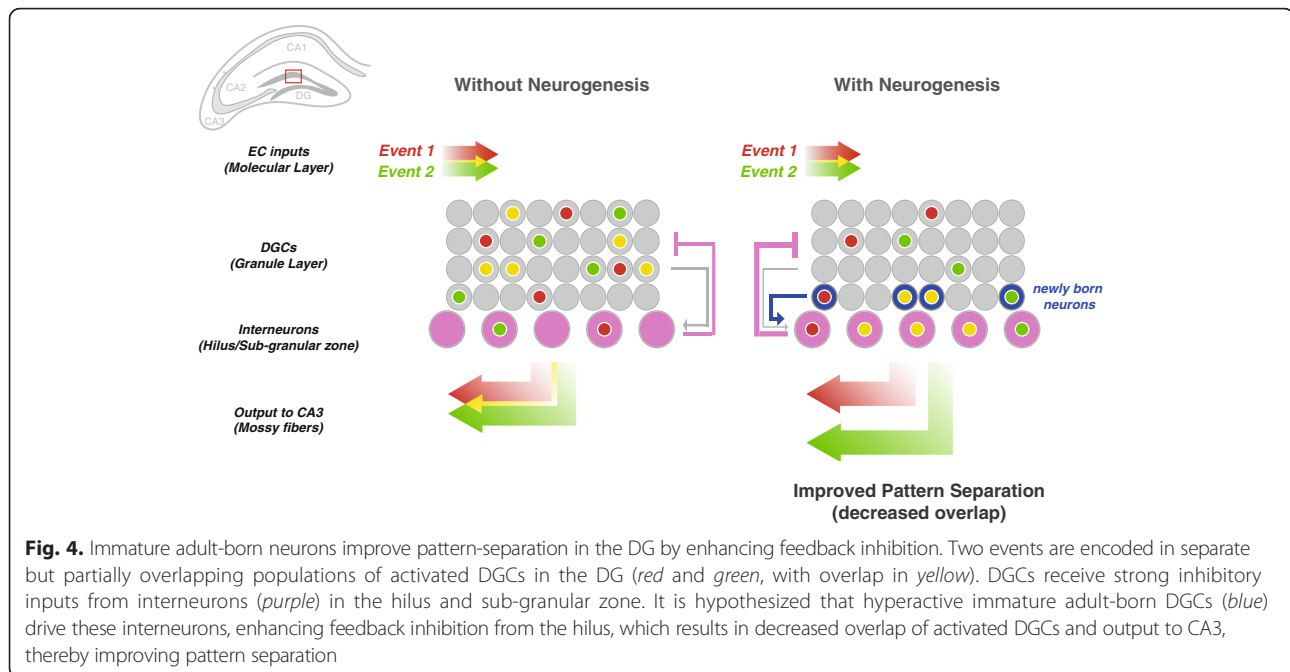 CA1
CA2
DG
CA3
Without Neurogenesis
With Neurogenesis
EC inputs
(Molecular Layer)
Event 1
Event 2
Event 1
Event 2
DGCs
(Granule Layer)
newly born
neurons
Interneurons
(Hilus/Sub-granular zone)
Output to CA3
(Mossy fibers)
Improved Pattern Separation
(decreased overlap)
Fig. 4. Immature adult-born neurons improve pattern-separation in the DG by enhancing feedback inhibition. Two events are encoded in separate
but partially overlapping populations of activated DGCs in the DG (red and green, with overlap in yellow). DGCs receive strong inhibitory
inputs from interneurons (purple) in the hilus and sub-granular zone. It is hypothesized that hyperactive immature adult-born DGCs (blue)
drive these interneurons, enhancing feedback inhibition from the hilus, which results in decreased overlap of activated DGCs and output to CA3,
thereby improving pattern separation